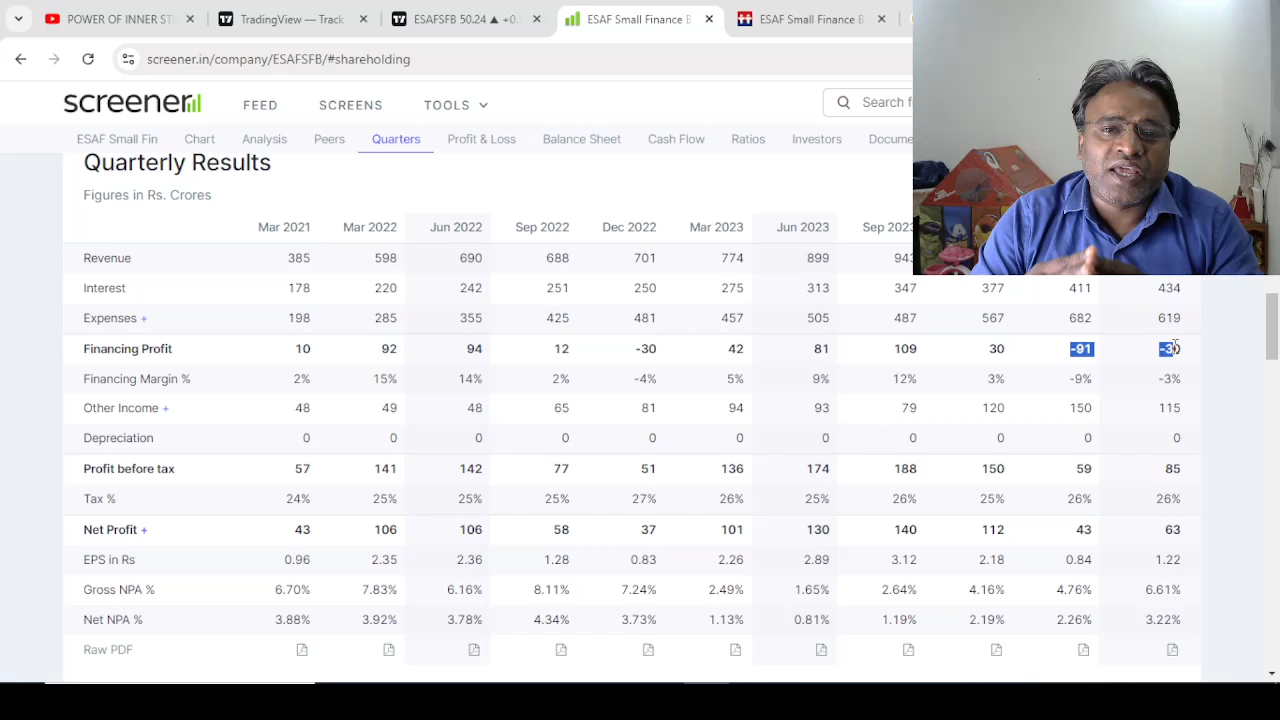 POWER OF INNER ST
TradingView — Track
ESAFSFB 50.24 ▲ +0.
ESAF Small Finance B
ESAF Small Finance B
screener.in/company/ESAFSFB/#shareholding
screener FEED SCREENS TOOLS Search f
ESAF Small Fin Chart Analysis Peers Quarters Profit & Loss Balance Sheet Cash Flow Ratios Investors Docume
Quarterly Results
Figures in Rs. Crores
Mar 2021 Mar 2022 Jun 2022 Sep 2022 Dec 2022 Mar 2023 Jun 2023 Sep 2023
Revenue 385 598 690 688 701 774 899 943
Interest 178 220 242 251 250 275 313 347 377 411 434
Expenses + 198 285 355 425 481 457 505 487 567 682 619
Financing Profit 10 92 94 12 -30 42 81 109 30 -91 -30
Financing Margin % 2% 15% 14% 2% -4% 5% 9% 12% 3% -9% -3%
Other Income + 48 49 48 65 81 94 93 79 120 150 115
Depreciation 0 0 0 0 0 0 0 0 0 0 0
Profit before tax 57 141 142 77 51 136 174 188 150 59 85
Tax % 24% 25% 25% 25% 27% 26% 25% 26% 25% 26% 26%
Net Profit + 43 106 106 58 37 101 130 140 112 43 63
EPS in Rs 0.96 2.35 2.36 1.28 0.83 2.26 2.89 3.12 2.18 0.84 1.22
Gross NPA % 6.70% 7.83% 6.16% 8.11% 7.24% 2.49% 1.65% 2.64% 4.16% 4.76% 6.61%
Net NPA % 3.88% 3.92% 3.78% 4.34% 3.73% 1.13% 0.81% 1.19% 2.19% 2.26% 3.22%
Raw PDF